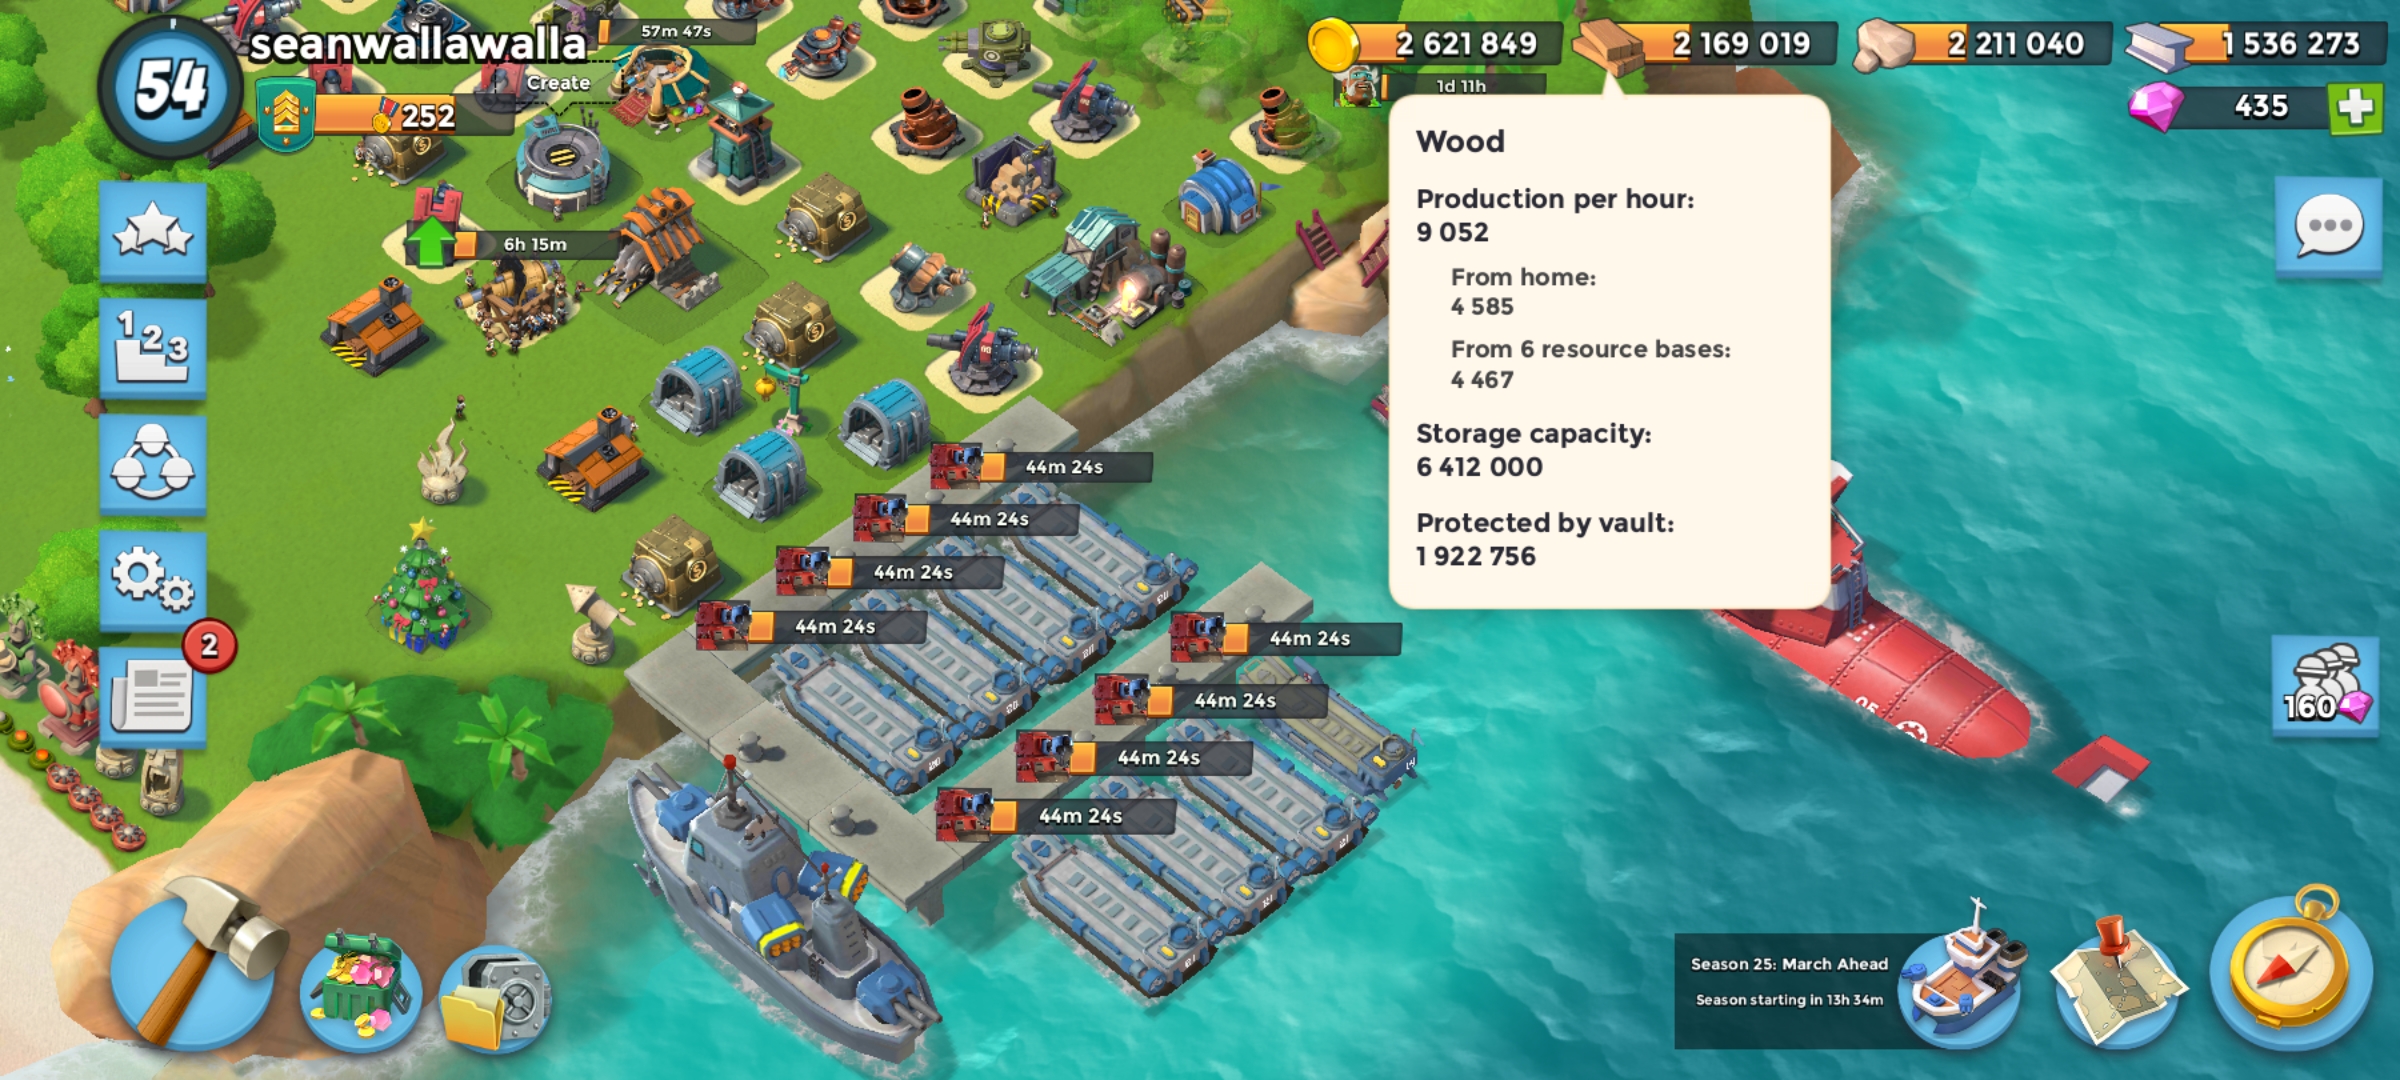 54
seanwallawalla
252
57m 47s
Create
2 621 849
2 169 019
2 211 040
1 536 273
1d 11h
435
Wood
Production per hour:
9 052
From home:
4 585
From 6 resource bases:
4 467
Storage capacity:
6 412 000
Protected by vault:
1 922 756
6h 15m
1 2 3
2
44m 24s
44m 24s
44m 24s
44m 24s
44m 24s
44m 24s
44m 24s
44m 24s
160
Season 25: March Ahead
Season starting in 13h 34m